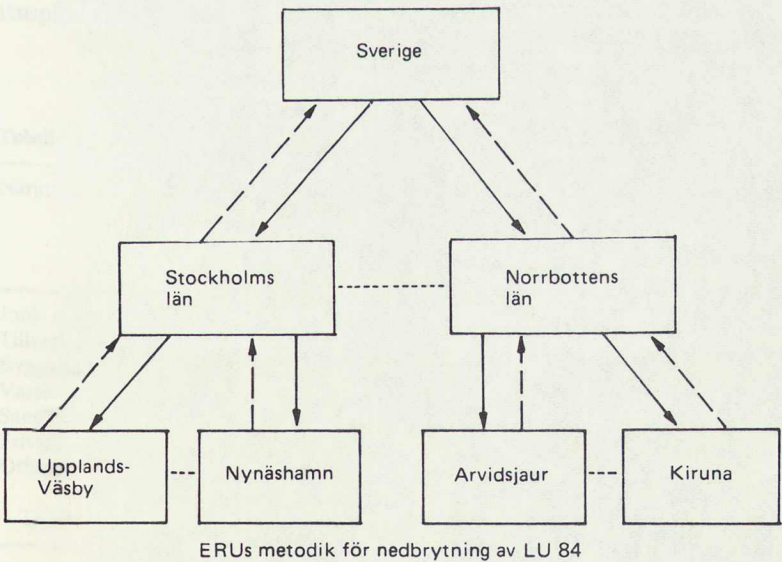 Sverige
Stockholms
län
Norrbottens
län
Upplands-
Väsby
Nynäshamn
Arvidsjaur
Kiruna
ERUs metodik för nedbrytning av LU 84